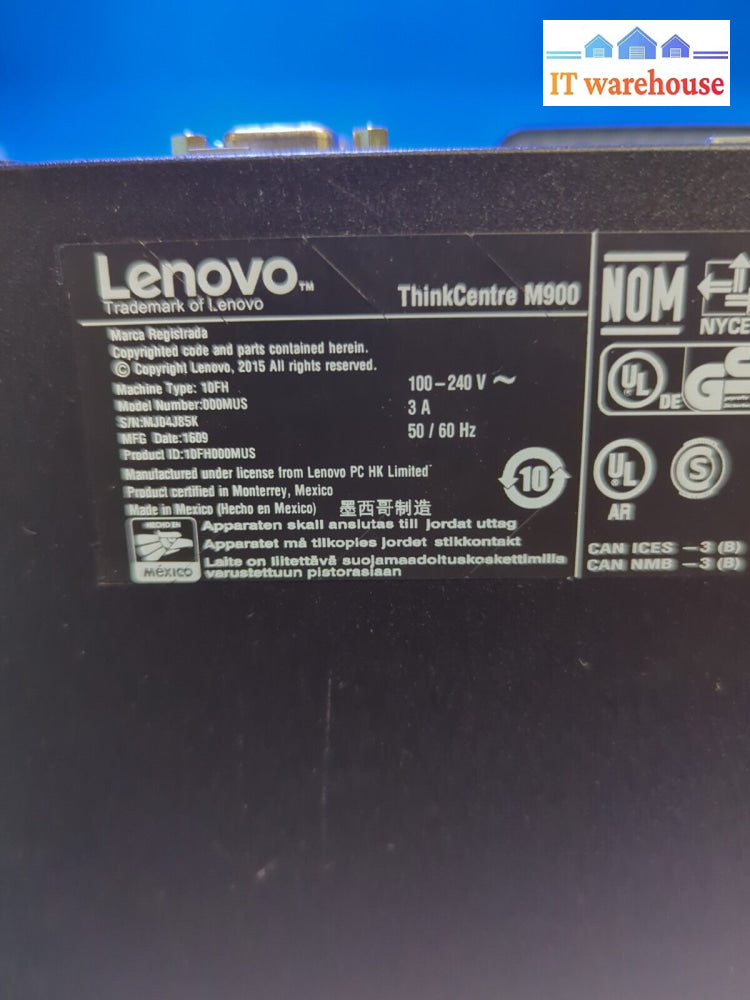 IT warehouse
Lenovo™
Trademark of Lenovo
ThinkCentre M900
Marca Registrada
Copyrighted code and parts contained herein.
© Copyright Lenovo, 2015 All rights reserved.
Machine Type: 10FH
Model Number:000MUS
S/N:MJ04J85K
MFG Date:1609
Product ID:10FH000MUS
100-240 V ~
3 A
50 / 60 Hz
Manufactured under license from Lenovo PC HK Limited
Product certified in Monterrey, Mexico
Made in Mexico (Hecho en Mexico) 墨西哥制造
HECHO EN
México
Apparaten skall anslutas till jordat uttag
Apparatet må tilkoples jordet stikkontakt
Laite on liitettävä suojamaadoituskoskettimilla
varustettuun pistorasiaan
10
NOM
NYCE
UL
DE
GS
UL
AR
S
CAN ICES -3 (B)
CAN NMB -3 (B)